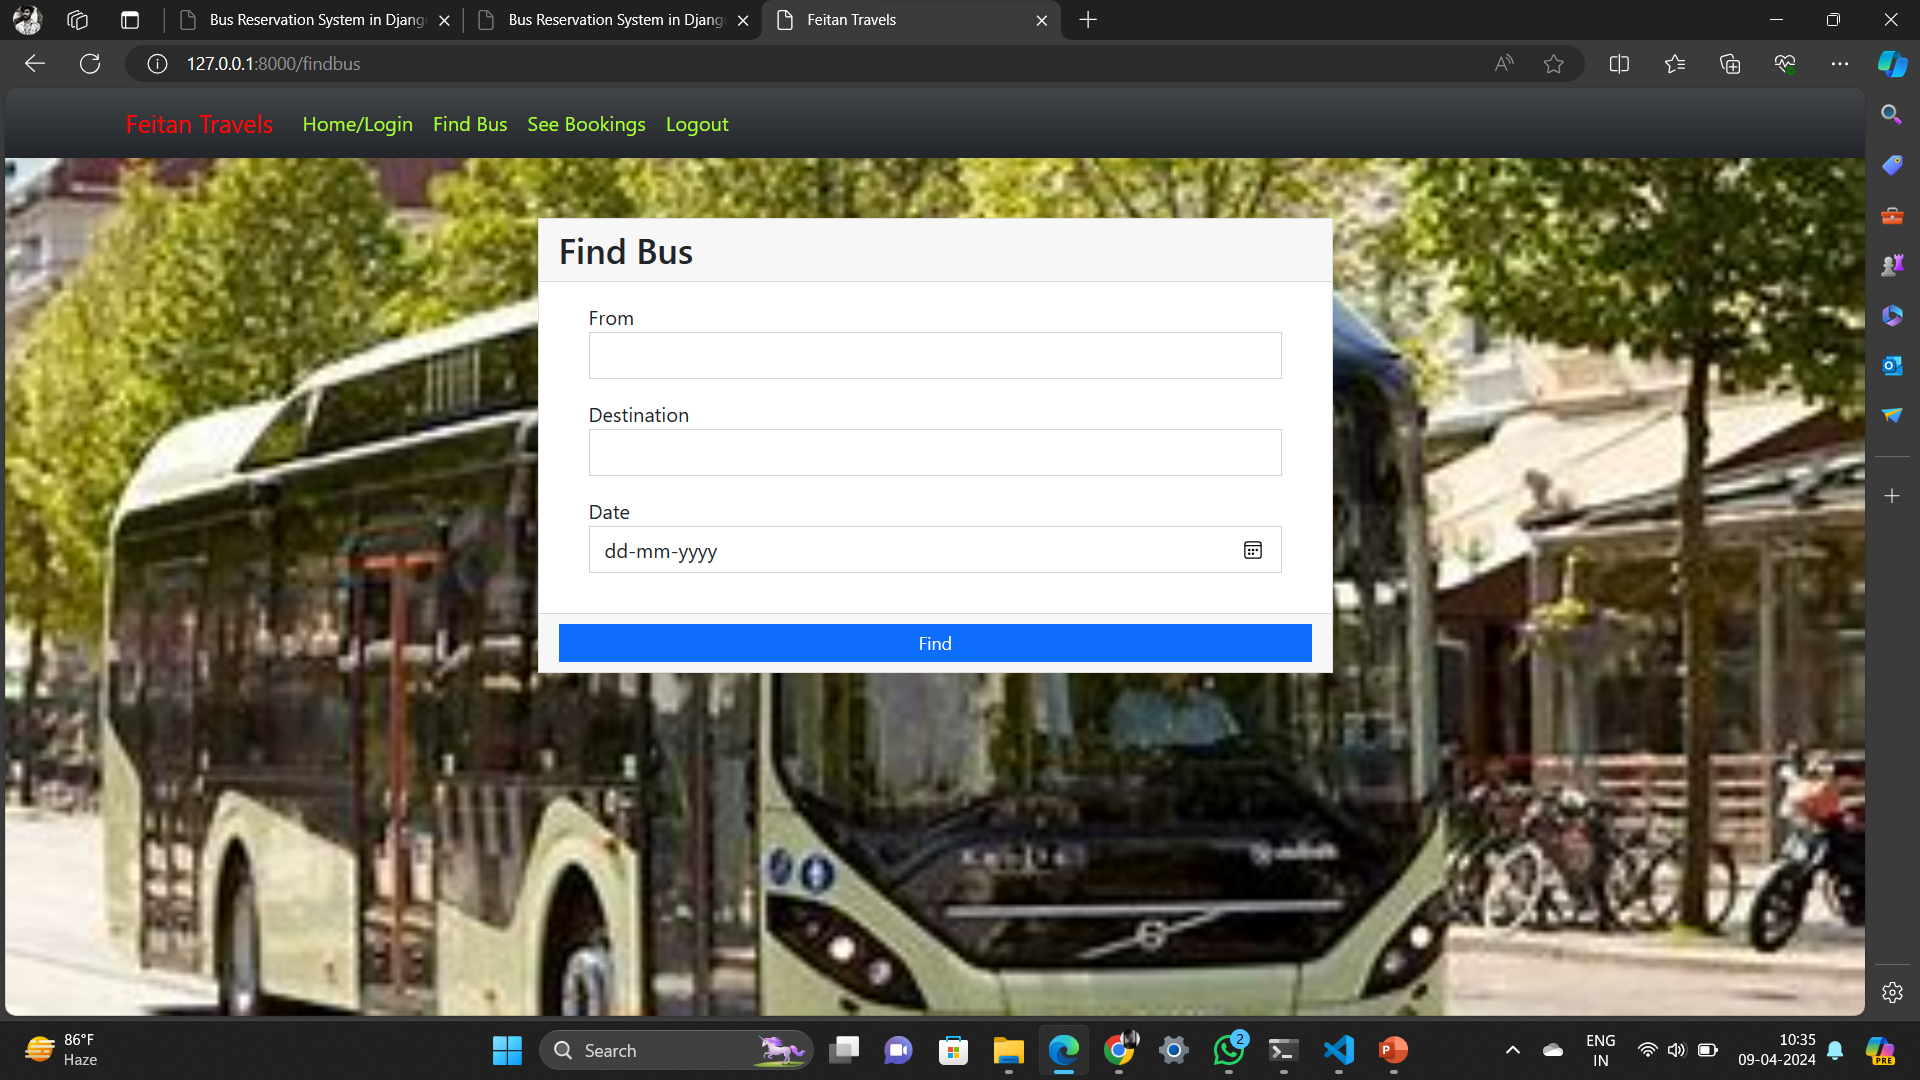 Bus Reservation System in Djang
Bus Reservation System in Djang
Feitan Travels
127.0.0.1:8000/findbus
Feitan Travels
Home/Login
Find Bus
See Bookings
Logout
Find Bus
From
Destination
Date
dd-mm-yyyy
Find
86°F
Haze
Search
2
ENG
IN
10:35
09-04-2024
PRE